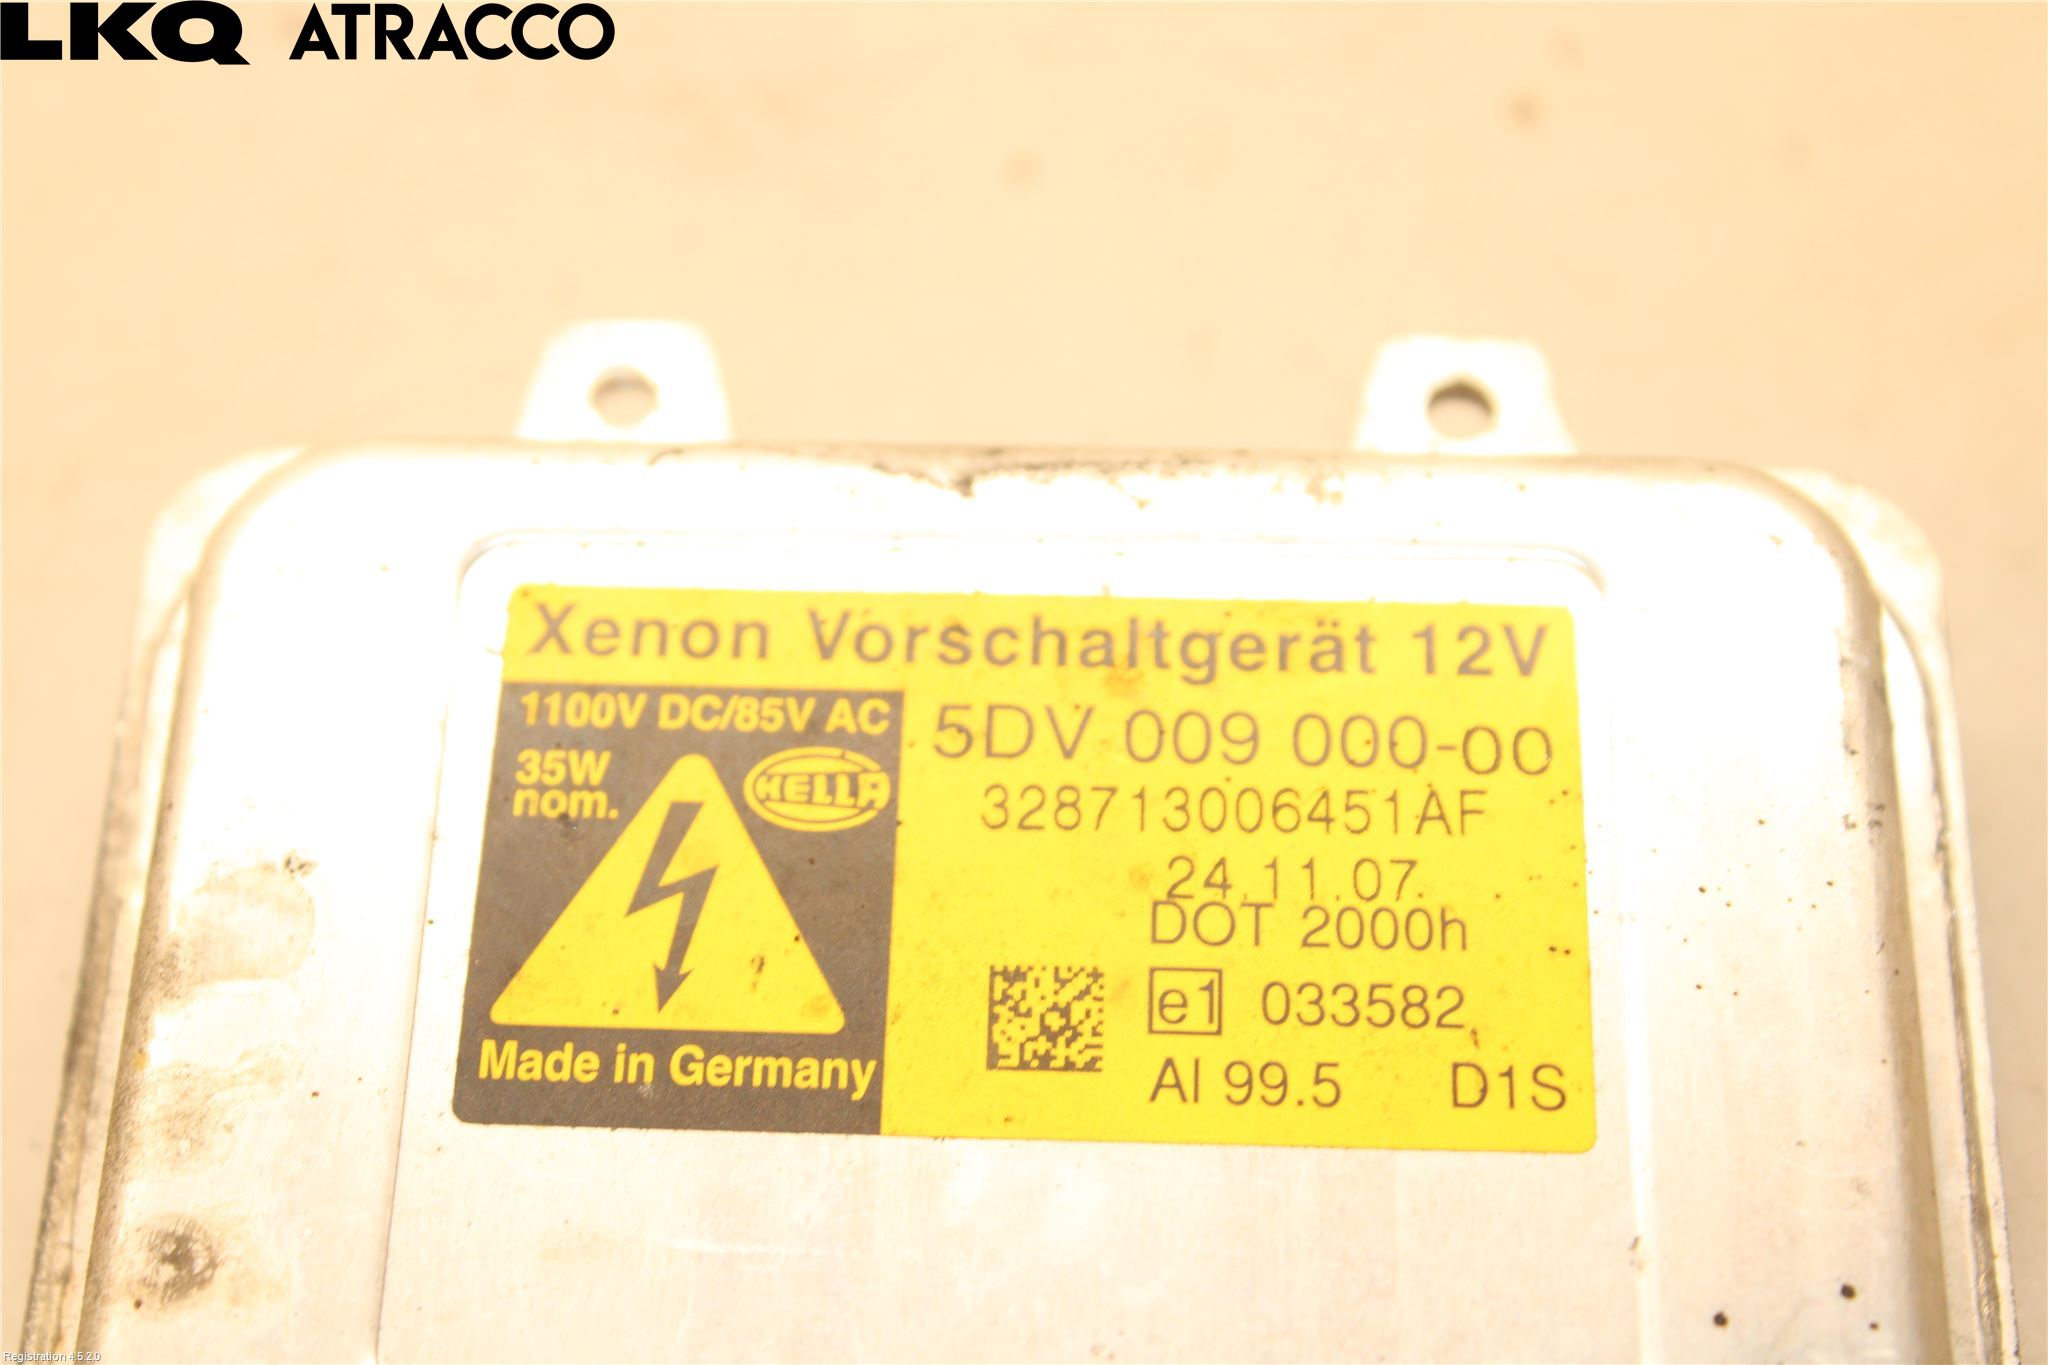 LKQ ATRACCO
Xenon Vorschaltgerät 12V
1100V DC/85V AC
35W
nom.
HELLA
Made in Germany
5DV 009 000-00
328713006451AF
24.11.07
DOT 2000h
e1 033582
Al 99.5 D1S
Registration 4.5.2.0